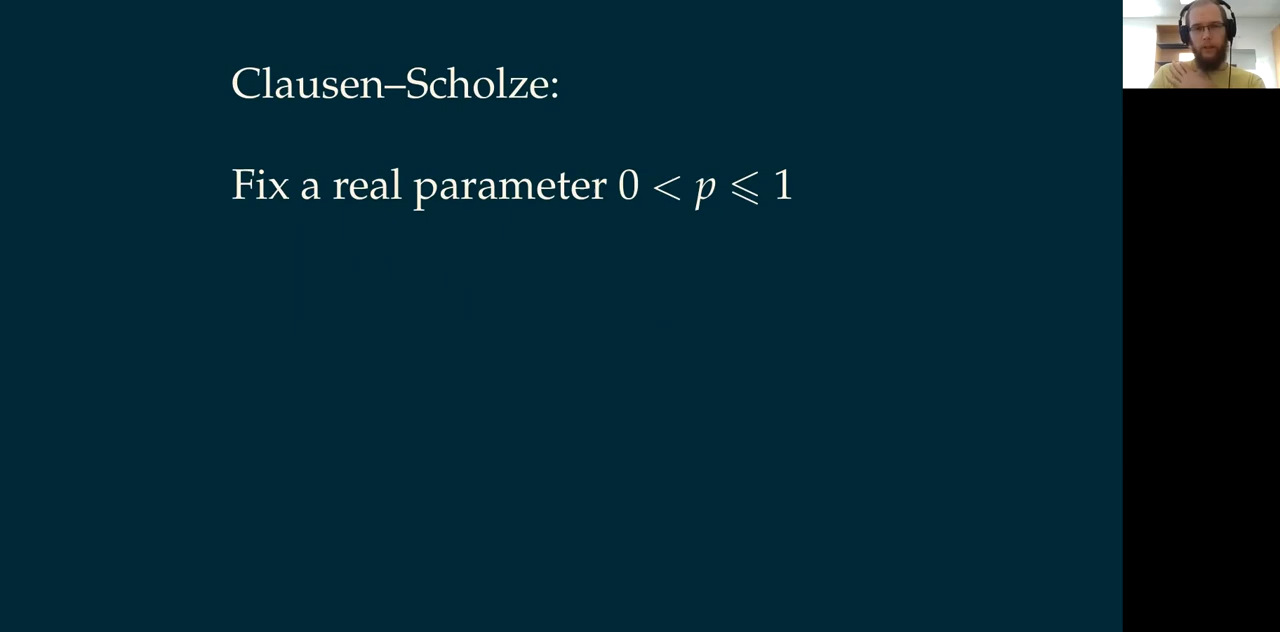 Clausen–Scholze:
Fix a real parameter 0 < p ⩽ 1